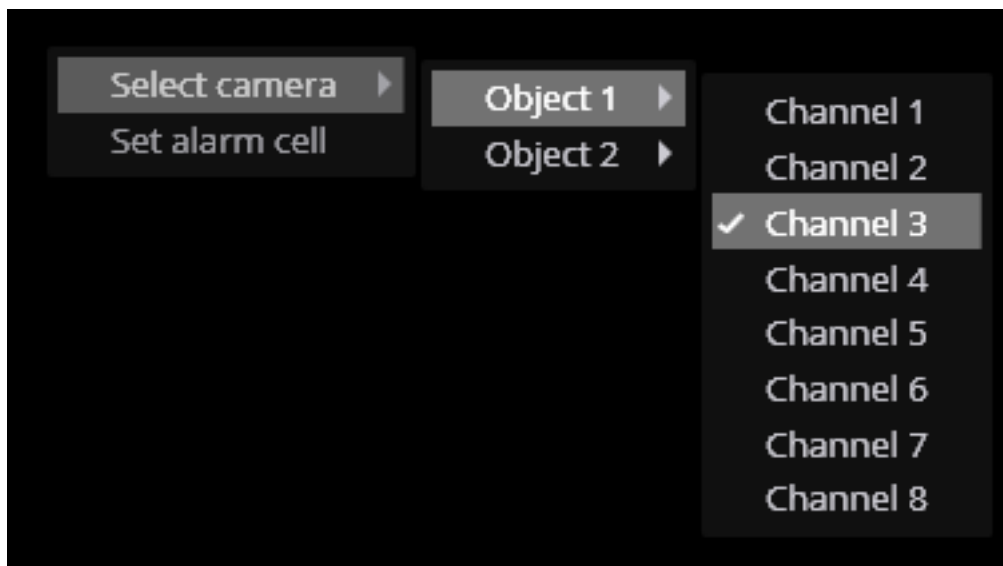 Select camera
Set alarm cell
Object 1
Object 2
Channel 1
Channel 2
Channel 3
Channel 4
Channel 5
Channel 6
Channel 7
Channel 8